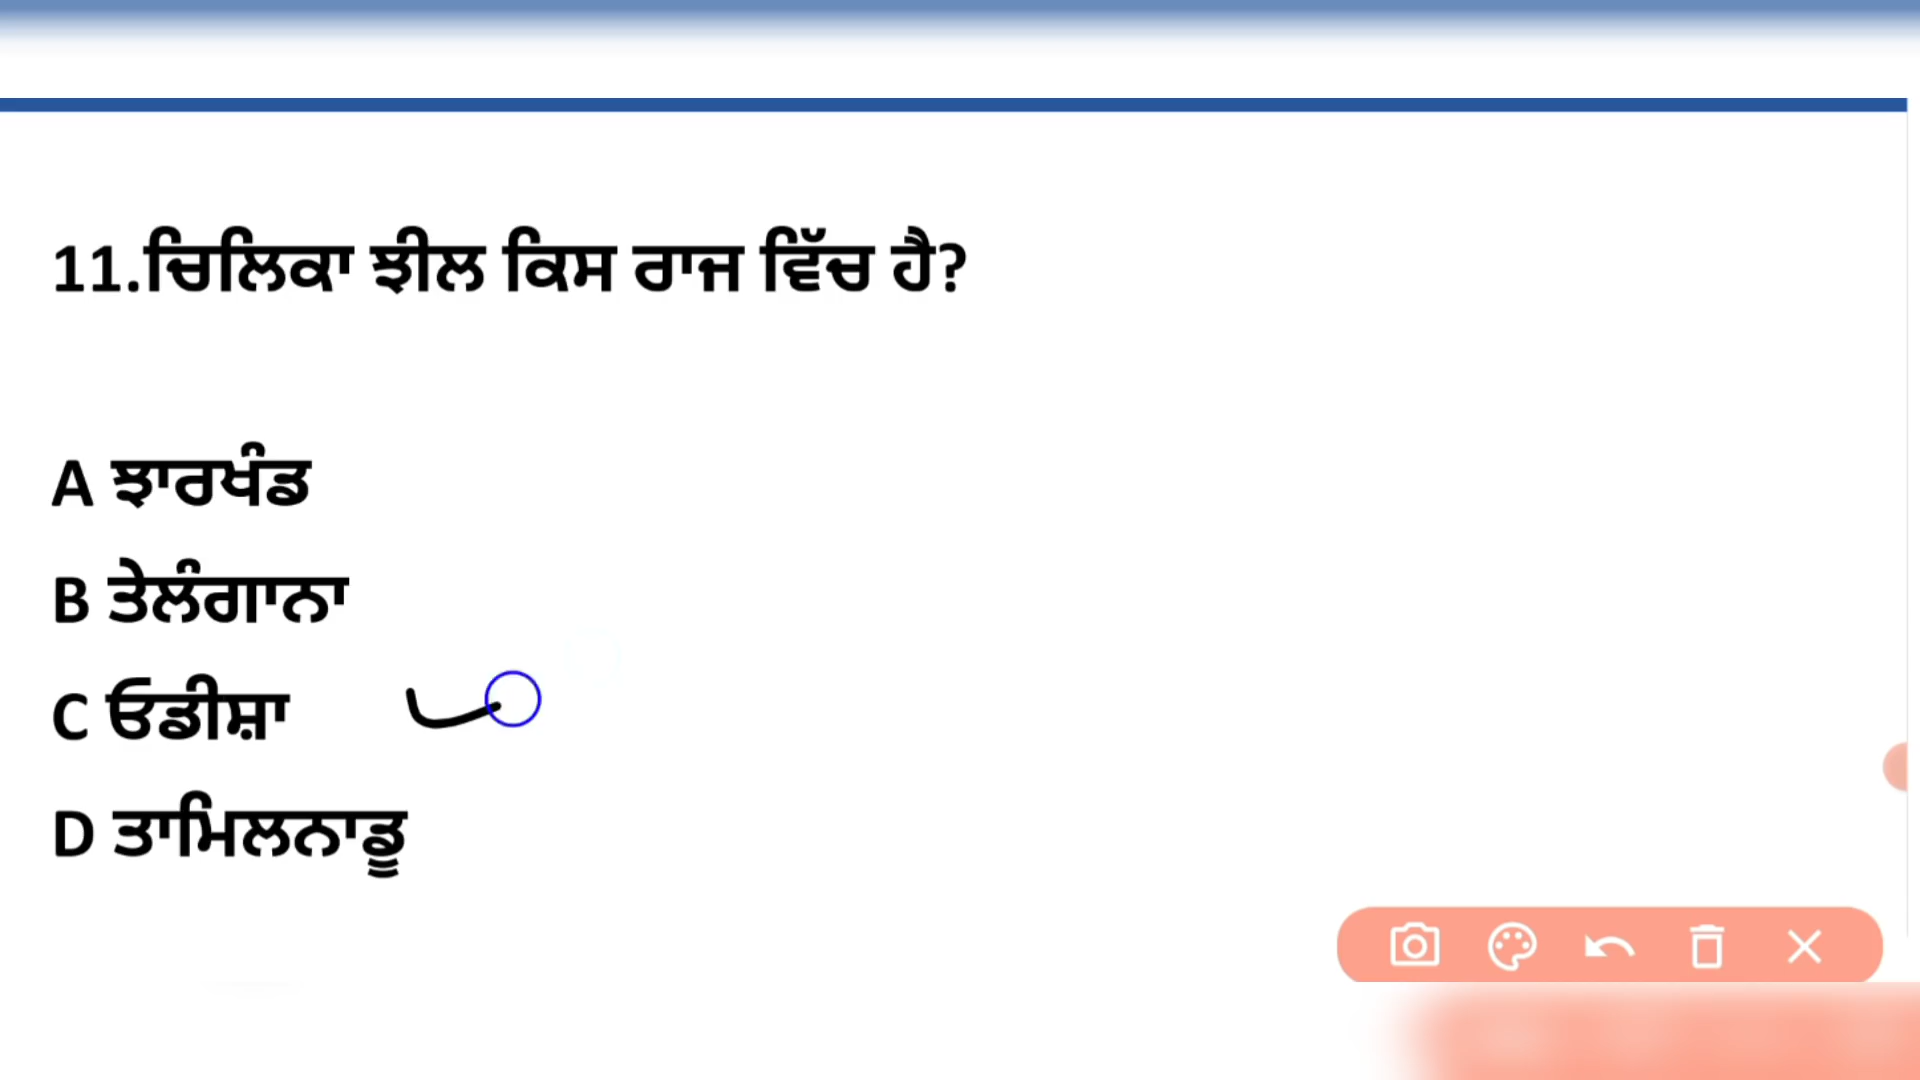 11.ਚਿਲਿਕਾ ਝੀਲ ਕਿਸ ਰਾਜ ਵਿੱਚ ਹੈ?
A ਝਾਰਖੰਡ
B ਤੇਲੰਗਾਨਾ
C ਓਡੀਸ਼ਾ
D ਤਾਮਿਲਨਾਡੂ